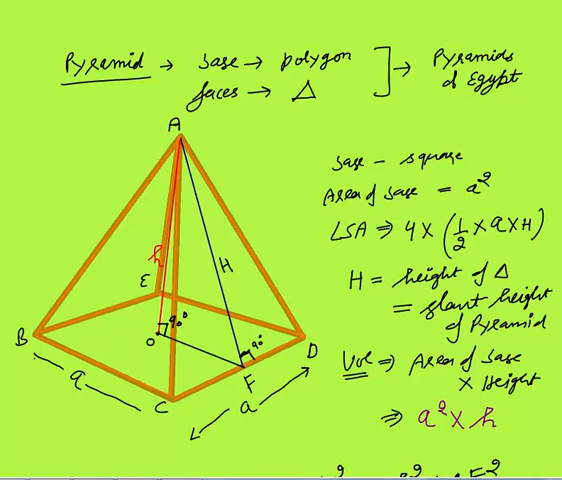 Pyramid → base → polygon ] → Pyramids
faces → △ of Egypt
A
base - square
Area of base = a²
LSA ⇒ 4 × (1/2 × a × H)
h
H
E
H = height of △
= slant height
of Pyramid
90°
B
O
90°
D
Vol ⇒ Area of base
× Height
F
a
C
a
⇒ a² × h